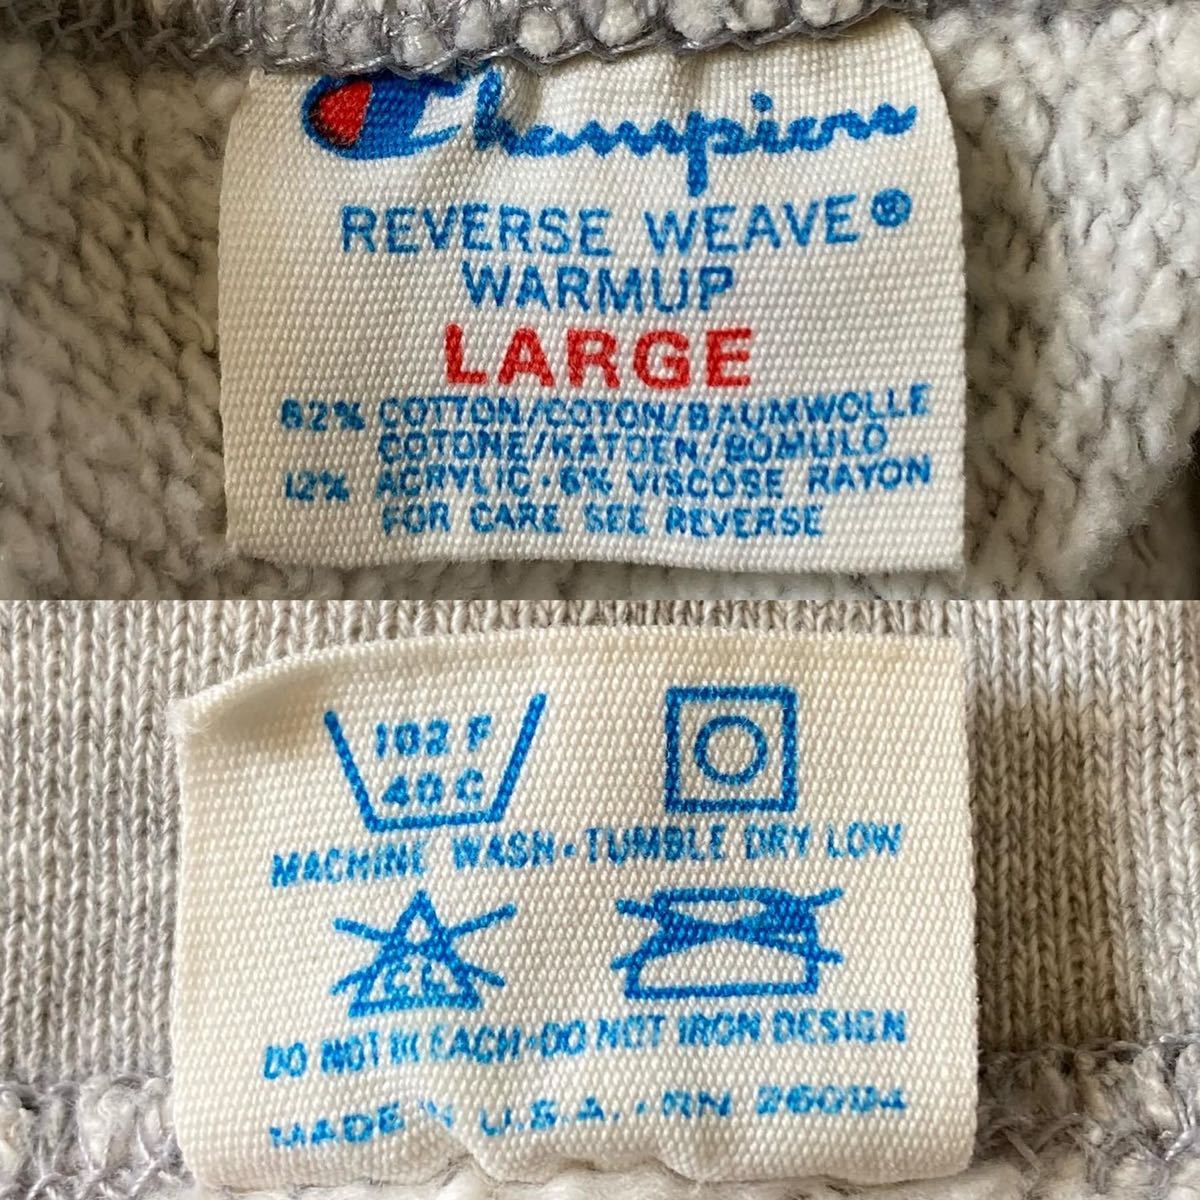 Champion
REVERSE WEAVE®
WARMUP
LARGE
82% COTTON/COTON/BAUMWOLLE
COTONE/KATOEN/BOMULO
12% ACRYLIC · 6% VISCOSE RAYON
FOR CARE SEE REVERSE
102 F
40 C
MACHINE WASH · TUMBLE DRY LOW
CL
DO NOT BLEACH · DO NOT IRON DESIGN
MADE IN U.S.A. · RN 26094